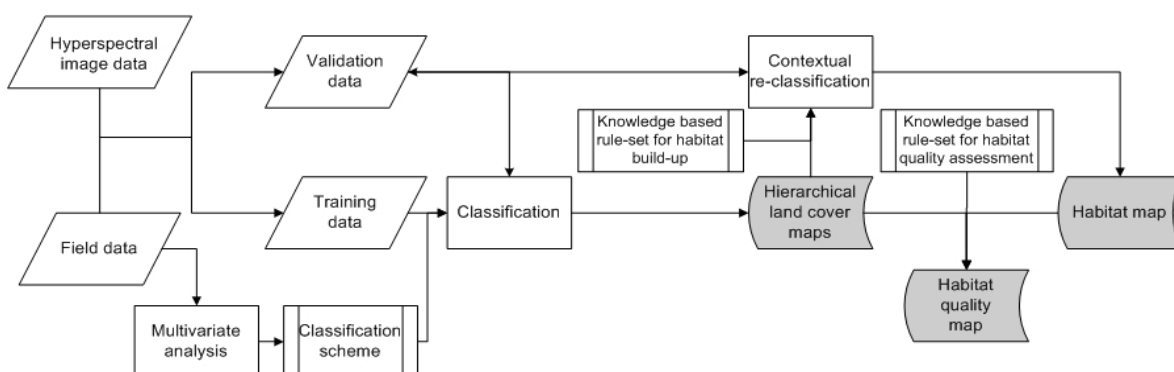 Hyperspectral
image data
Validation
data
Contextual
re-classification
Knowledge based
rule-set for habitat
build-up
Knowledge based
rule-set for habitat
quality assessment
Training
data
Classification
Hierarchical
land cover
maps
Habitat map
Field data
Habitat
quality
map
Multivariate
analysis
Classification
scheme